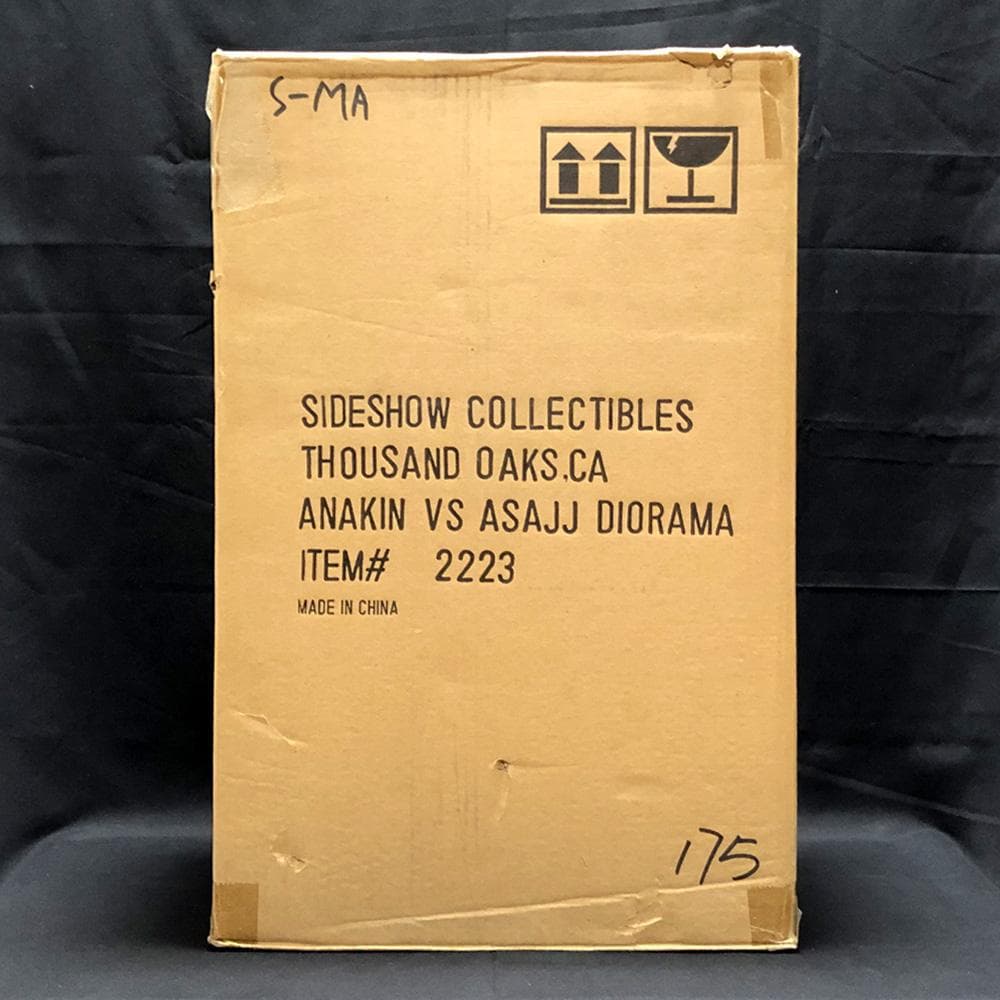 S-MA
SIDESHOW COLLECTIBLES
THOUSAND OAKS,CA
ANAKIN VS ASAJJ DIORAMA
ITEM# 2223
MADE IN CHINA
175